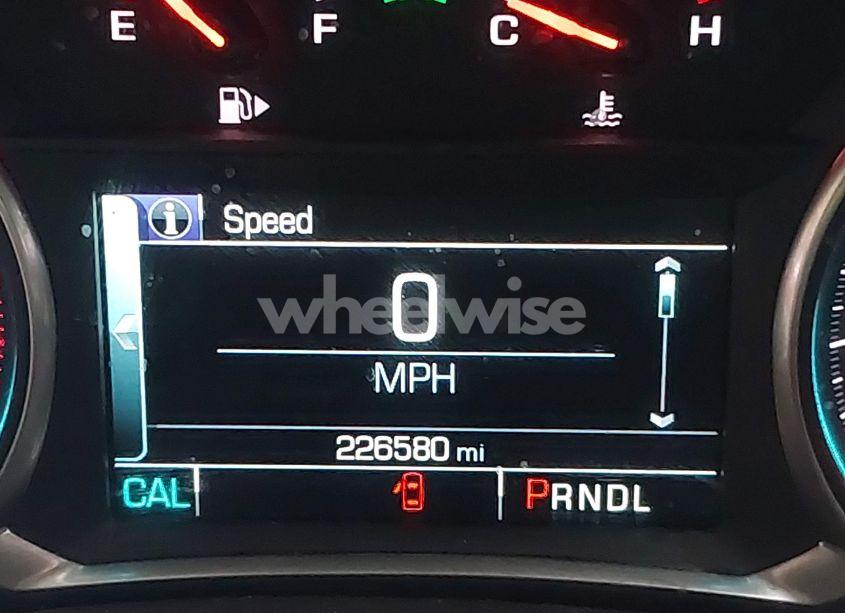 E F C H
Speed
0
wheelwise
MPH
226580 mi
CAL PRNDL